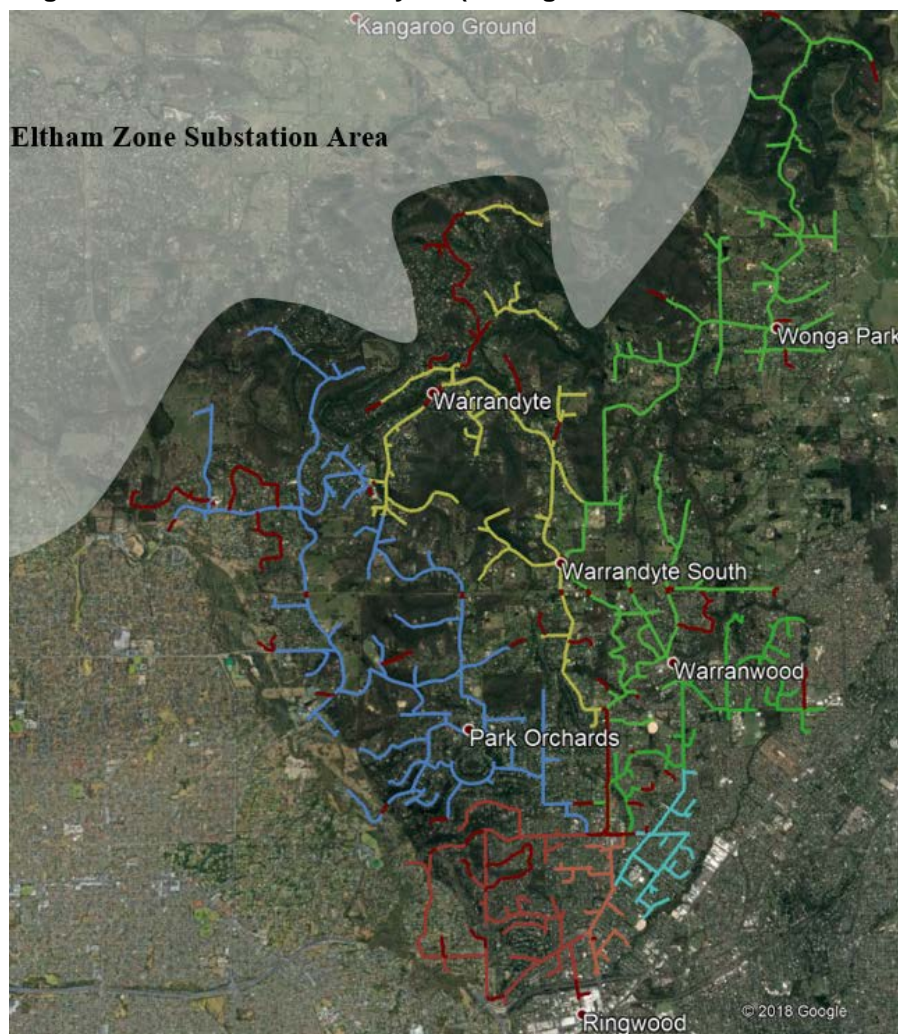 Kangaroo Ground
Eltham Zone Substation Area
Wonga Park
Warrandyte
Warrandyte South
Warranwood
Park Orchards
© 2018 Google
Ringwood